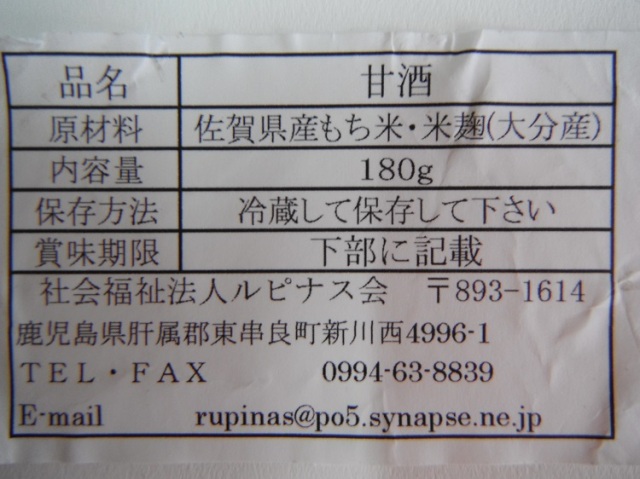 品名 甘酒
原材料 佐賀県産もち米・米麹(大分産)
内容量 180g
保存方法 冷蔵して保存して下さい
賞味期限 下部に記載
社会福祉法人ルピナス会 〒893-1614
鹿児島県肝属郡東串良町新川西4996-1
TEL・FAX 0994-63-8839
E-mail rupinas@po5.synapse.ne.jp